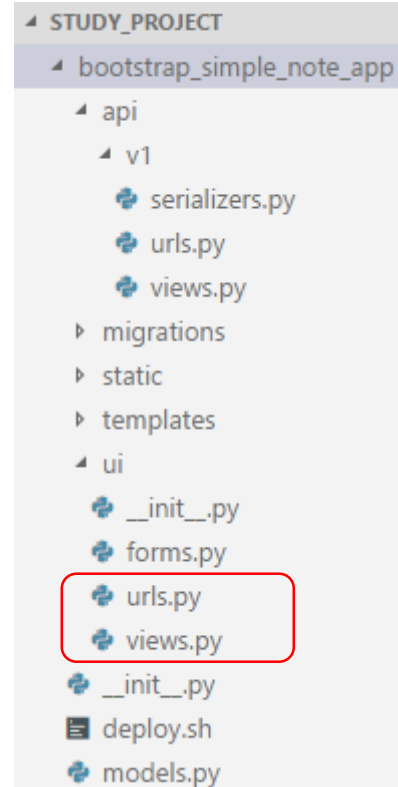 STUDY_PROJECT
bootstrap_simple_note_app
api
v1
serializers.py
urls.py
views.py
migrations
static
templates
ui
__init__.py
forms.py
urls.py
views.py
__init__.py
deploy.sh
models.py